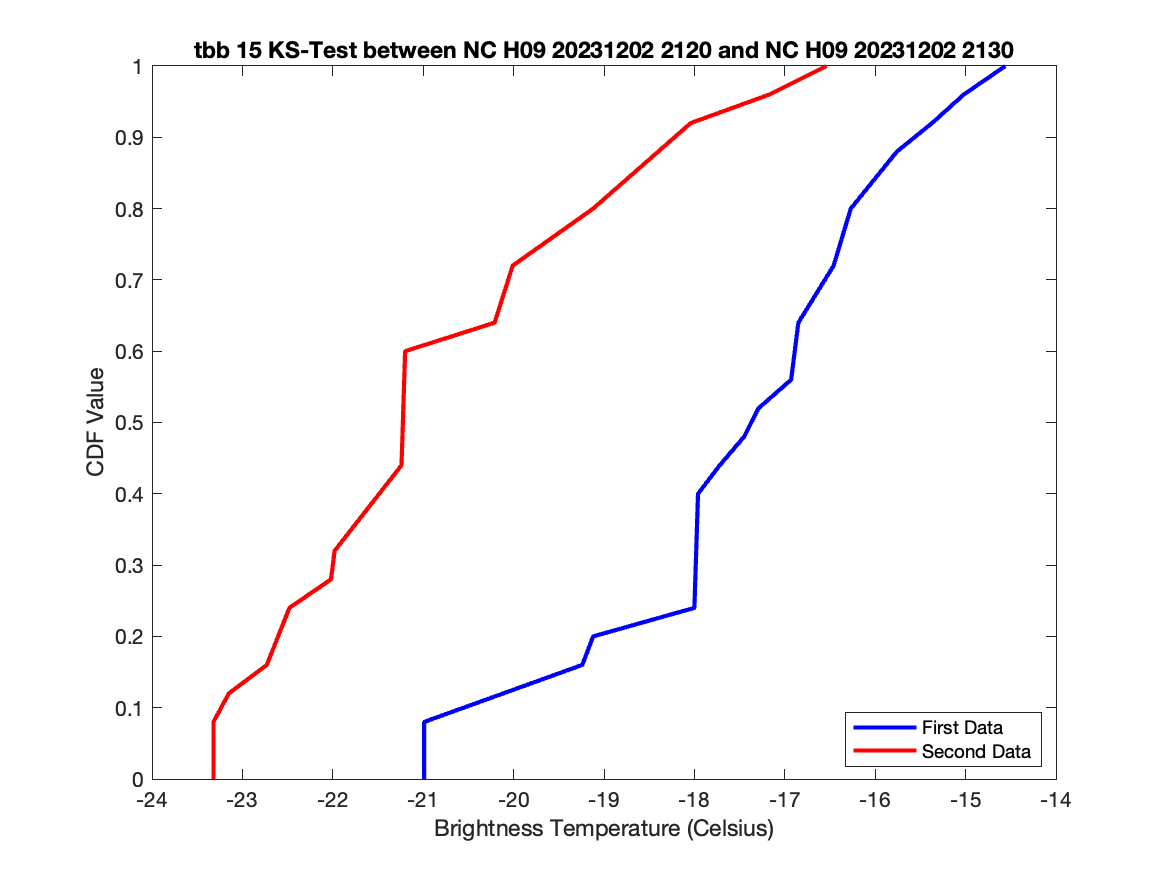 tbb 15 KS-Test between NC H09 20231202 2120 and NC H09 20231202 2130
1
0.9
0.8
0.7
0.6
0.5
0.4
0.3
0.2
0.1
0
CDF Value
First Data
Second Data
-24 -23 -22 -21 -20 -19 -18 -17 -16 -15 -14
Brightness Temperature (Celsius)